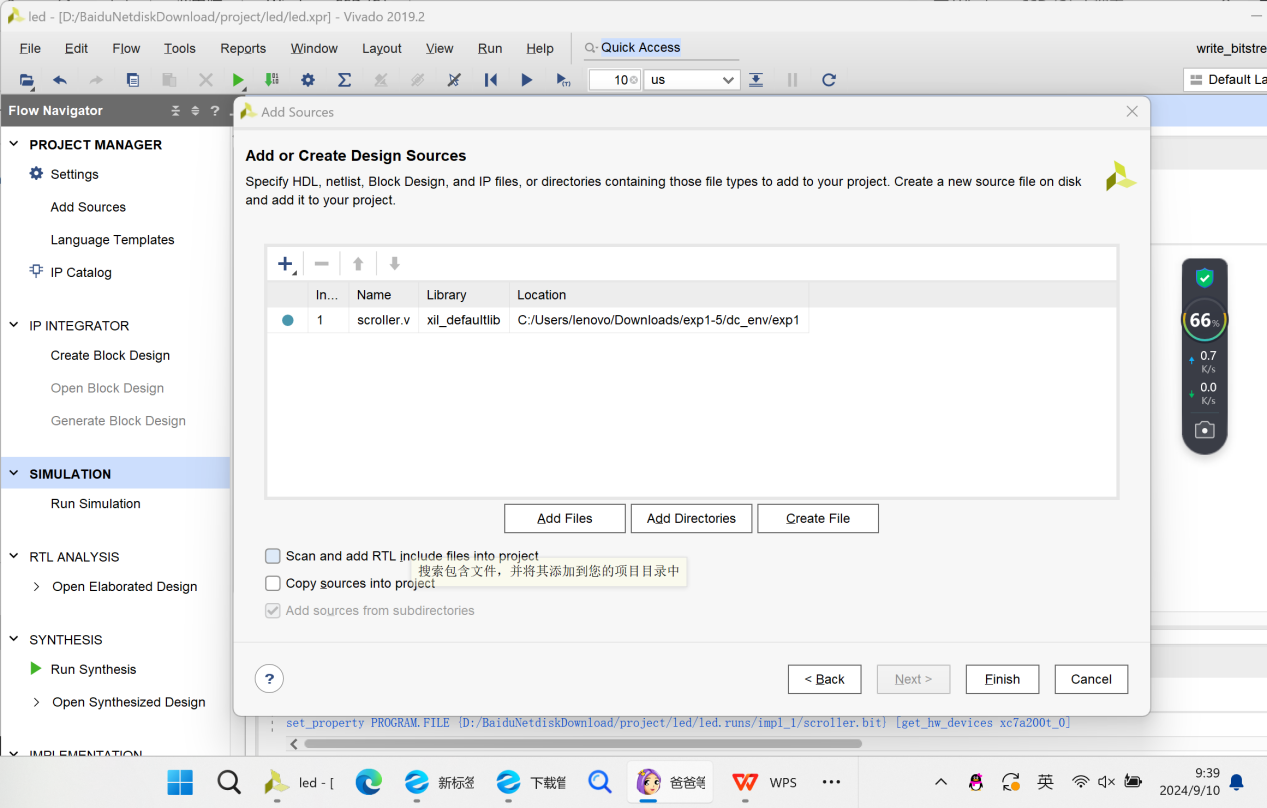 led - [D:/BaiduNetdiskDownload/project/led/led.xpr] - Vivado 2019.2
File Edit Flow Tools Reports Window Layout View Run Help Quick Access write_bitstre
10 us Default La
Flow Navigator
PROJECT MANAGER
Settings
Add Sources
Language Templates
IP Catalog
IP INTEGRATOR
Create Block Design
Open Block Design
Generate Block Design
SIMULATION
Run Simulation
RTL ANALYSIS
Open Elaborated Design
SYNTHESIS
Run Synthesis
Open Synthesized Design
IMPLEMENTATION
Add Sources
Add or Create Design Sources
Specify HDL, netlist, Block Design, and IP files, or directories containing those file types to add to your project. Create a new source file on disk
and add it to your project.
In... Name Library Location
1 scroller.v xil_defaultlib C:/Users/lenovo/Downloads/exp1-5/dc_env/exp1
Add Files Add Directories Create File
Scan and add RTL include files into project
搜索包含文件，并将其添加到您的项目目录中
Copy sources into project
Add sources from subdirectories
? < Back Next > Finish Cancel
set_property PROGRAM.FILE {D:/BaiduNetdiskDownload/project/led/led.runs/impl_1/scroller.bit} [get_hw_devices xc7a200t_0]
66%
0.7
K/s
0.0
K/s
led - [ 新标签 下载管 爸爸笔 WPS 英
9:39
2024/9/10